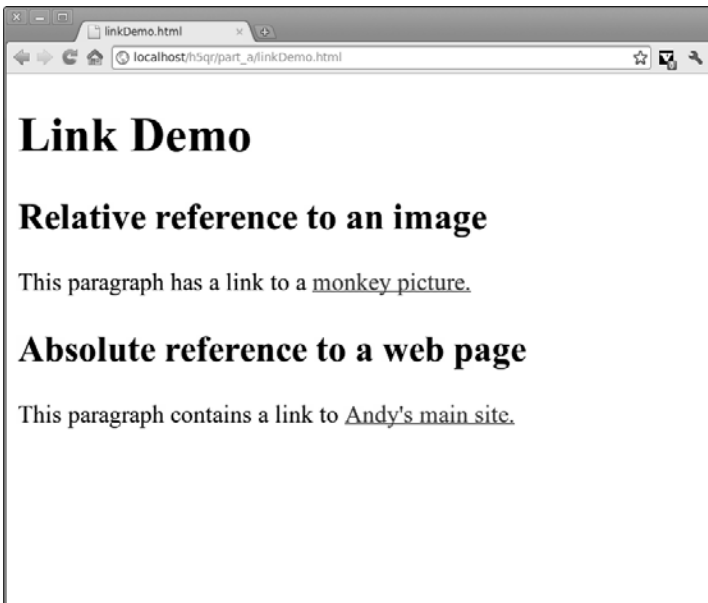 linkDemo.html
localhost/h5qr/part_a/linkDemo.html
Link Demo
Relative reference to an image
This paragraph has a link to a monkey picture.
Absolute reference to a web page
This paragraph contains a link to Andy's main site.